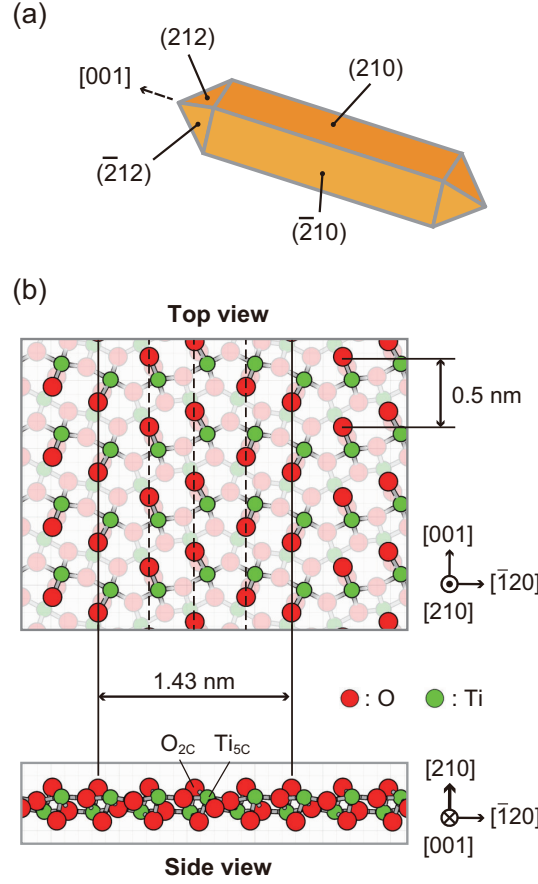 (a)
(212)
[001]
(210)
(2̅12)
(2̅10)
(b)
Top view
0.5 nm
[001]
[1̅20]
[210]
1.43 nm
: O
: Ti
O2C
Ti5C
[210]
[1̅20]
[001]
Side view